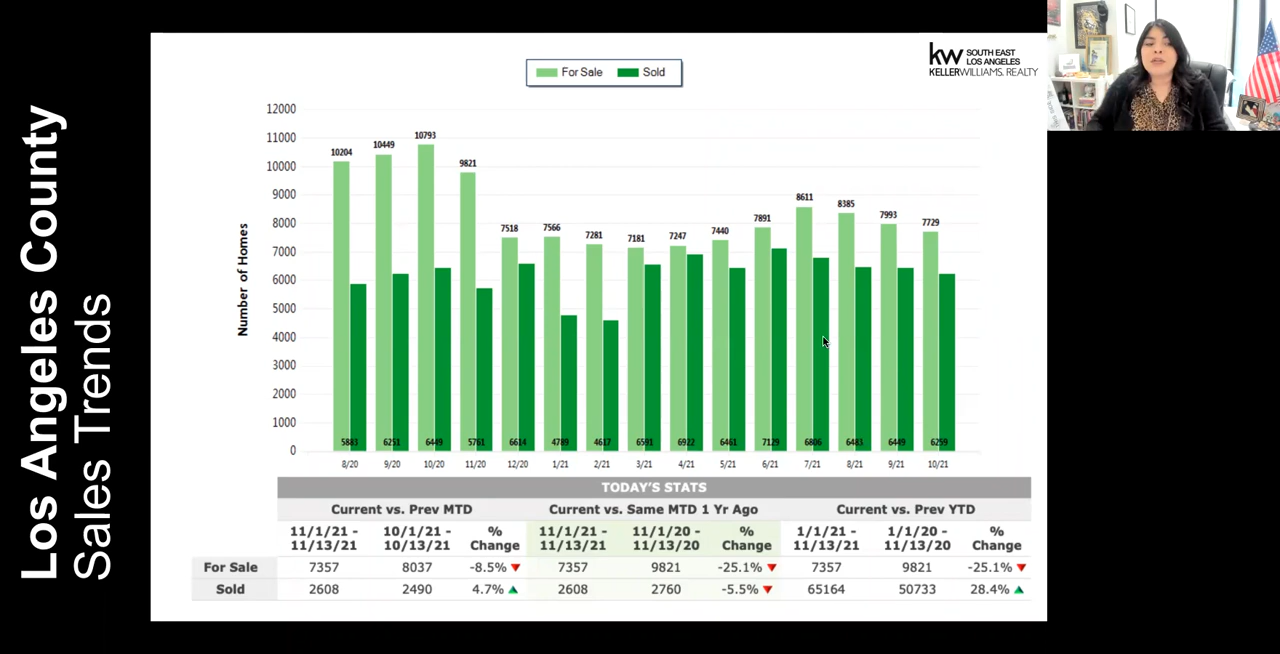 Los Angeles County
Sales Trends
For Sale Sold
kw SOUTH EAST
LOS ANGELES
KELLERWILLIAMS. REALTY
Number of Homes
12000
11000
10000
9000
8000
7000
6000
5000
4000
3000
2000
1000
0
10204 10449 10793 9821 7518 7566 7281 7181 7247 7440 7891 8611 8385 7993 7729
5883 6251 6449 5761 6614 4789 4617 6591 6922 6461 7129 6806 6483 6449 6259
8/20 9/20 10/20 11/20 12/20 1/21 2/21 3/21 4/21 5/21 6/21 7/21 8/21 9/21 10/21
TODAY'S STATS
Current vs. Prev MTD Current vs. Same MTD 1 Yr Ago Current vs. Prev YTD
11/1/21 - 10/1/21 - % 11/1/21 - 11/1/20 - % 1/1/21 - 1/1/20 - %
11/13/21 10/13/21 Change 11/13/21 11/13/20 Change 11/13/21 11/13/20 Change
For Sale 7357 8037 -8.5% 7357 9821 -25.1% 7357 9821 -25.1%
Sold 2608 2490 4.7% 2608 2760 -5.5% 65164 50733 28.4%